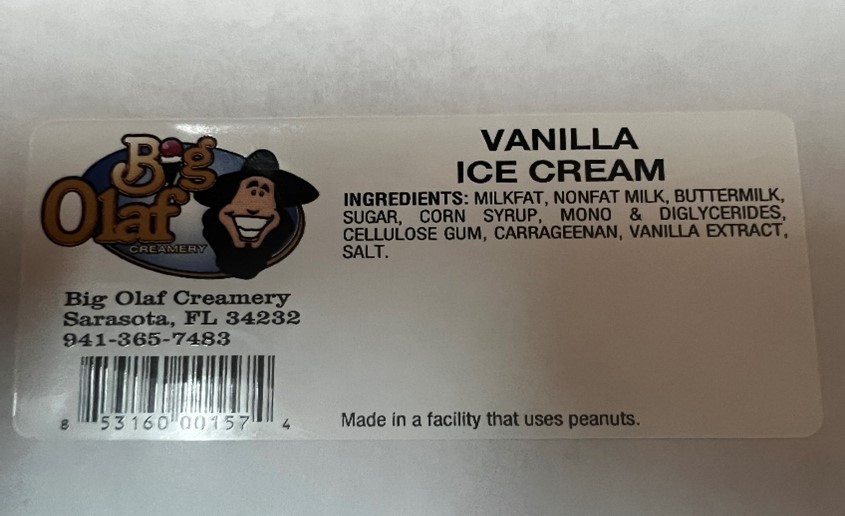 Big
Olaf
CREAMERY
Big Olaf Creamery
Sarasota, FL 34232
941-365-7483
8 53160 00157 4
VANILLA
ICE CREAM
INGREDIENTS: MILKFAT, NONFAT MILK, BUTTERMILK,
SUGAR, CORN SYRUP, MONO & DIGLYCERIDES,
CELLULOSE GUM, CARRAGEENAN, VANILLA EXTRACT,
SALT.
Made in a facility that uses peanuts.